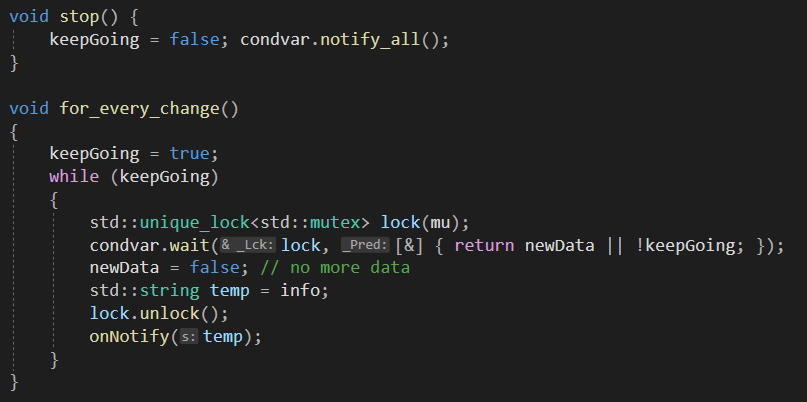 void stop() {
    keepGoing = false; condvar.notify_all();
}

void for_every_change()
{
    keepGoing = true;
    while (keepGoing)
    {
        std::unique_lock<std::mutex> lock(mu);
        condvar.wait(& _Lck: lock, _Pred: [&] { return newData || !keepGoing; });
        newData = false; // no more data
        std::string temp = info;
        lock.unlock();
        onNotify(s: temp);
    }
}